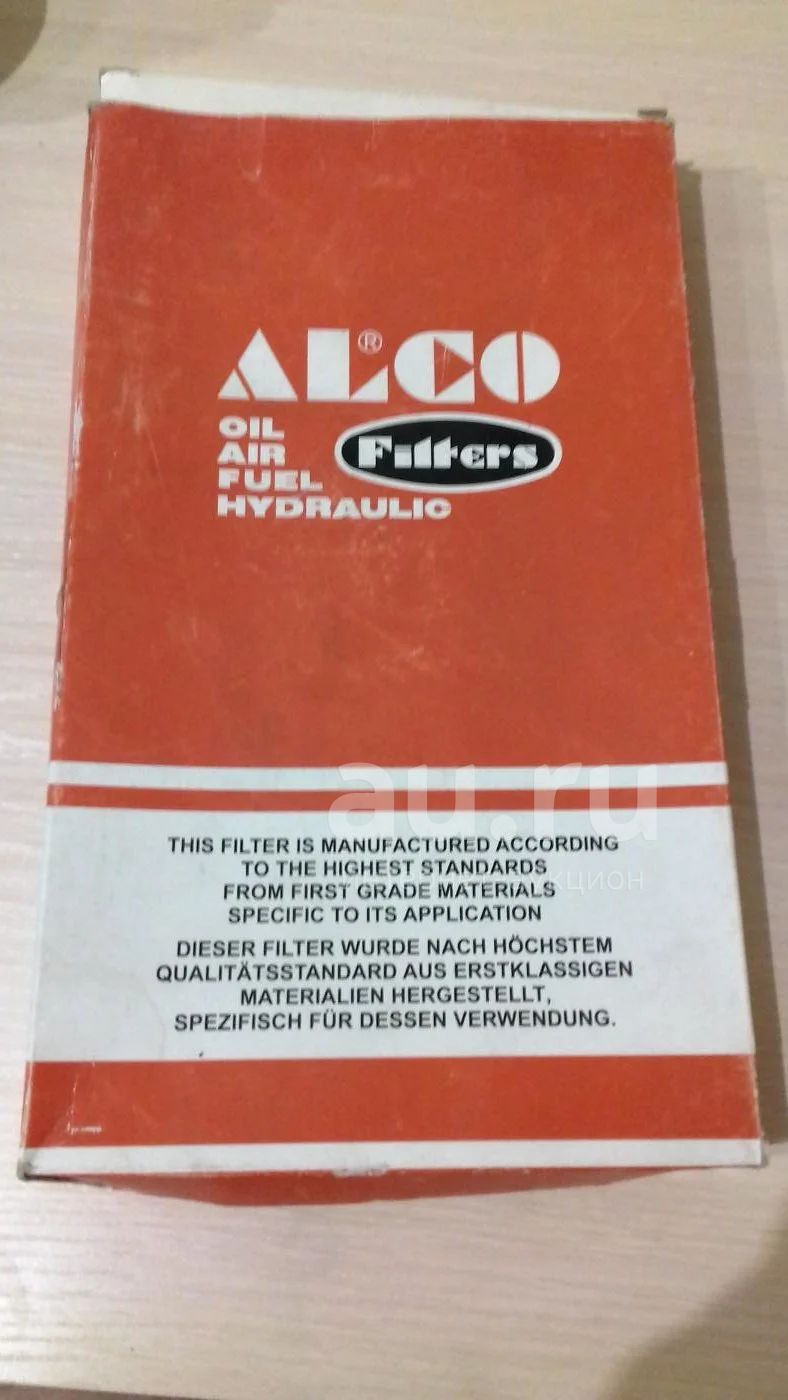 ALCO®
OIL
AIR
FUEL
HYDRAULIC
Filters
au.ru
THIS FILTER IS MANUFACTURED ACCORDING
TO THE HIGHEST STANDARDS
FROM FIRST GRADE MATERIALS
SPECIFIC TO ITS APPLICATION
DIESER FILTER WURDE NACH HÖCHSTEM
QUALITÄTSSTANDARD AUS ERSTKLASSIGEN
MATERIALIEN HERGESTELLT,
SPEZIFISCH FÜR DESSEN VERWENDUNG.